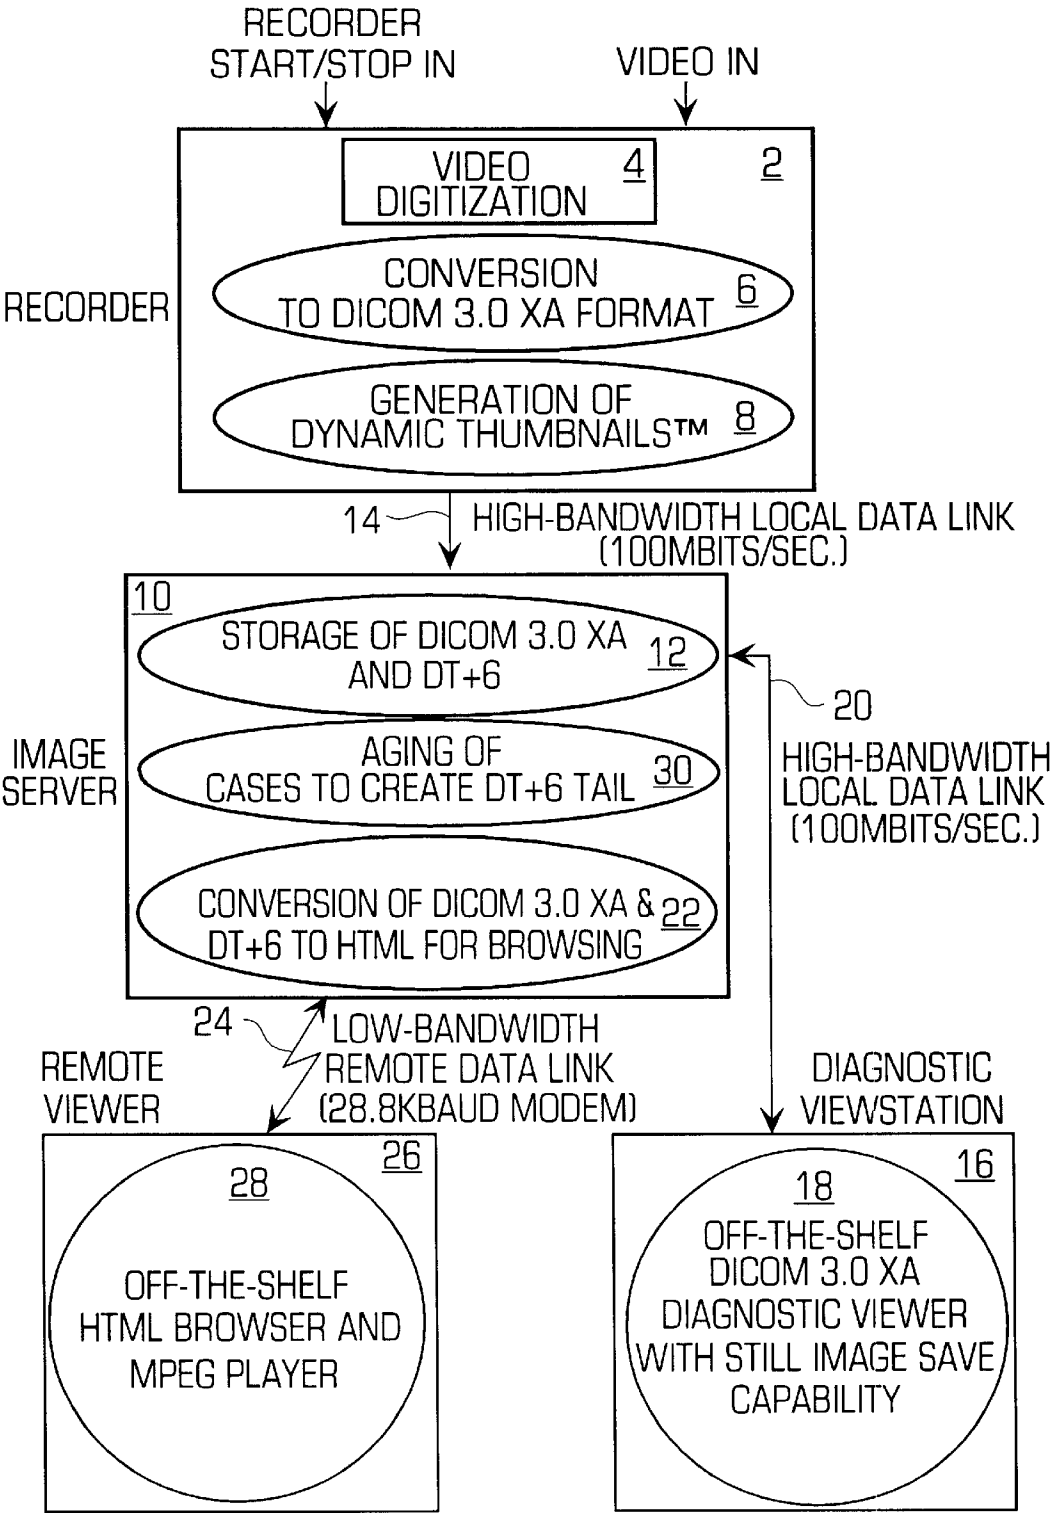 RECORDER
START/STOP IN
VIDEO IN
VIDEO
DIGITIZATION
4
2
CONVERSION
TO DICOM 3.0 XA FORMAT
6
RECORDER
GENERATION OF
DYNAMIC THUMBNAILS™
8
14
HIGH-BANDWIDTH LOCAL DATA LINK
(100MBITS/SEC.)
10
STORAGE OF DICOM 3.0 XA
AND DT+6
12
20
IMAGE
SERVER
AGING OF
CASES TO CREATE DT+6 TAIL
30
HIGH-BANDWIDTH
LOCAL DATA LINK
(100MBITS/SEC.)
CONVERSION OF DICOM 3.0 XA &
DT+6 TO HTML FOR BROWSING
22
24
LOW-BANDWIDTH
REMOTE DATA LINK
(28.8KBAUD MODEM)
REMOTE
VIEWER
DIAGNOSTIC
VIEWSTATION
26
28
OFF-THE-SHELF
HTML BROWSER AND
MPEG PLAYER
16
18
OFF-THE-SHELF
DICOM 3.0 XA
DIAGNOSTIC VIEWER
WITH STILL IMAGE SAVE
CAPABILITY